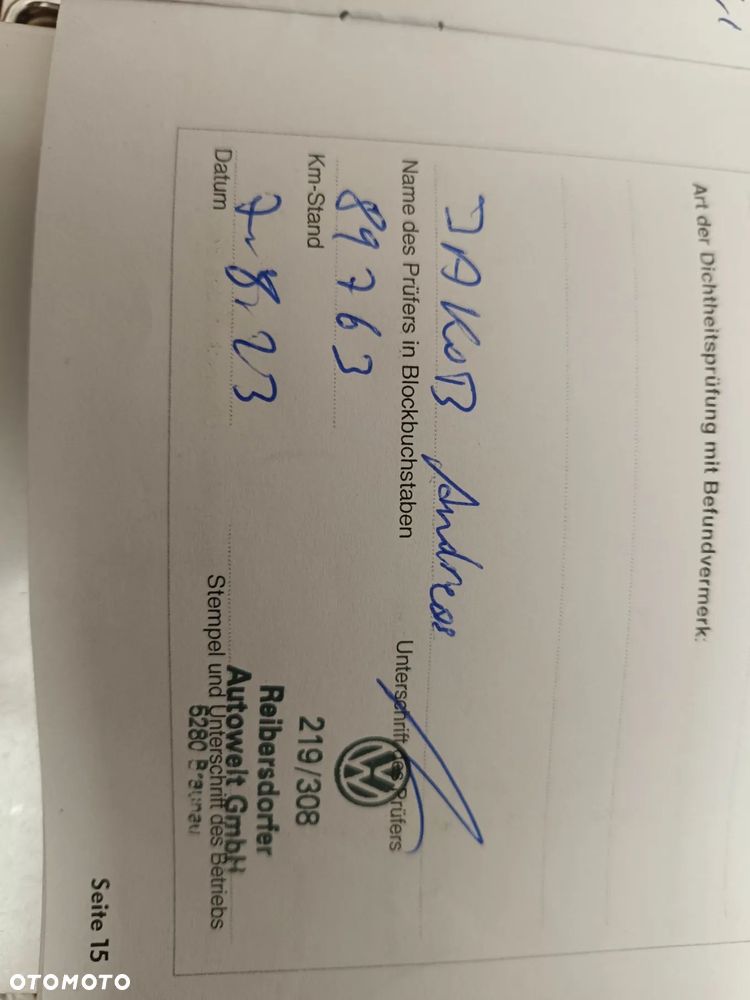 Art der Dichtheitsprüfung mit Befundvermerk:
JAKOB Andreas
Name des Prüfers in Blockbuchstaben
Unterschrift des Prüfers
89763
Km-Stand
7.8.23
Datum
219/308
Reibersdorfer
Autowelt GmbH
5280 Braunau
Stempel und Unterschrift des Betriebs
Seite 15
OTOMOTO